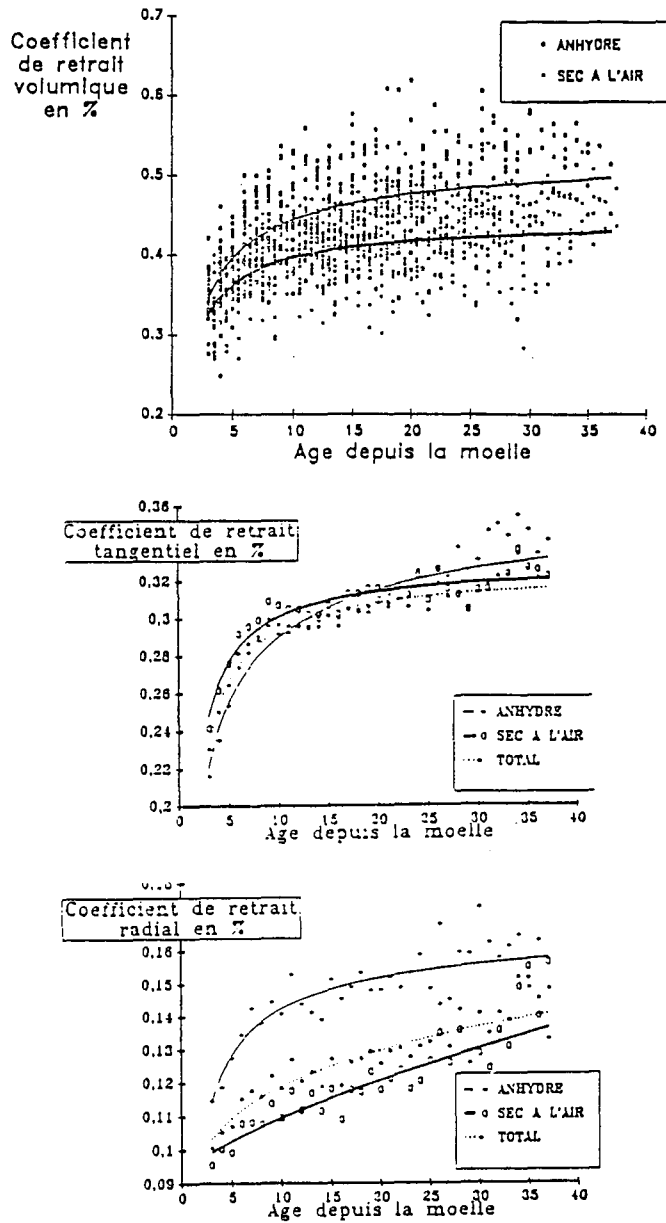 Coefficient
de retrait
volumique
en %
0.7
0.6
0.5
0.4
0.3
0.2
ANHYDRE
SEC A L'AIR
0 5 10 15 20 25 30 35 40
Age depuis la moelle
0,36
Coefficient de retrait
tangentiel en %
0,32
0,3
0,28
0,26
0,24
0,22
0,2
ANHYDRE
SEC A L'AIR
TOTAL
0 5 10 15 20 25 30 35 40
Age depuis la moelle
Coefficient de retrait
radial en %
0,16
0,15
0,14
0,13
0,12
0,11
0,1
0,09
ANHYDRE
SEC A L'AIR
TOTAL
0 5 10 15 20 25 30 35 40
Age depuis la moelle